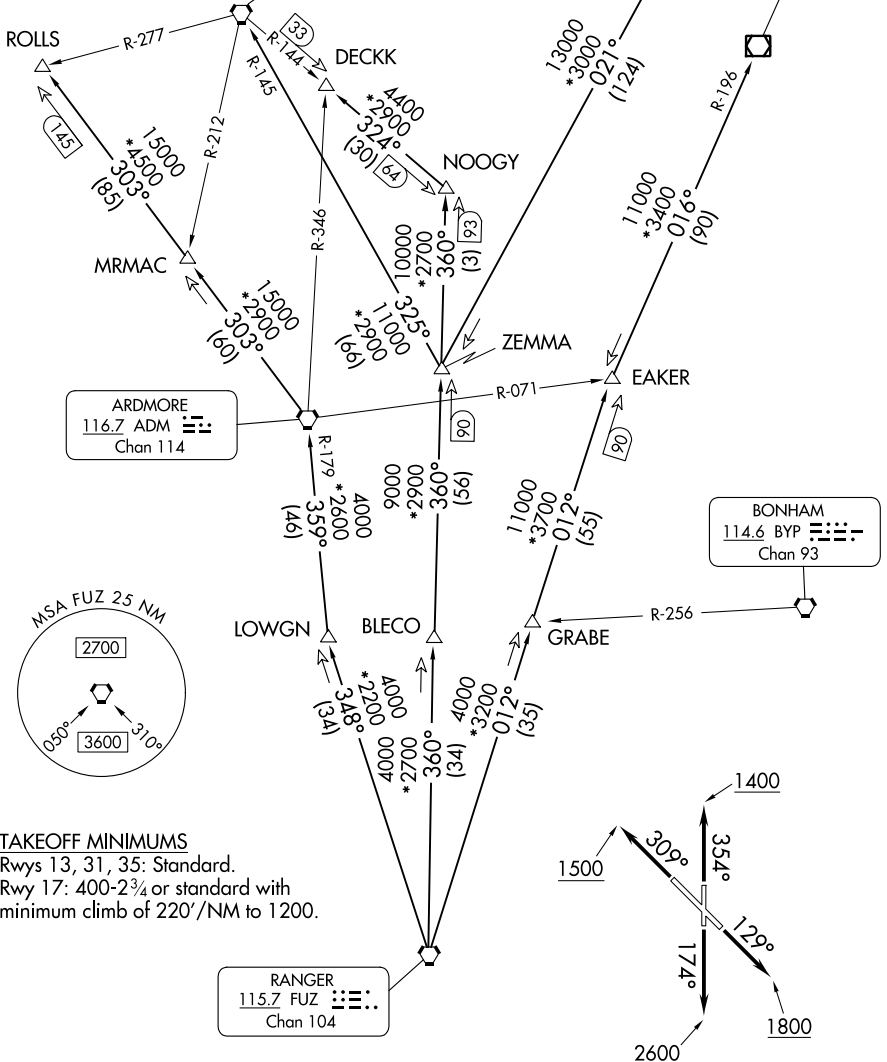 ROLLS
R-277
33
R-144
DECKK
R-145
13000
*3000
021°
(124)
R-196
145
15000
*4500
303°
(85)
R-212
4400
*2900
324°
(30)
64
NOOGY
93
11000
*3400
016°
(90)
MRMAC
R-346
10000
*2700
360°
(3)
15000
*2900
303°
(60)
325°
11000
*2900
(66)
ZEMMA
EAKER
R-071
ARDMORE
116.7 ADM
Chan 114
90
90
R-179
4000
*2600
359°
(46)
9000
*2900
360°
(56)
11000
*3700
012°
(55)
BONHAM
114.6 BYP
Chan 93
R-256
MSA FUZ 25 NM
2700
050°
3600
310°
LOWGN
BLECO
GRABE
4000
*2200
348°
(34)
4000
*2700
360°
(34)
4000
*3200
012°
(35)
TAKEOFF MINIMUMS
Rwys 13, 31, 35: Standard.
Rwy 17: 400-2¾ or standard with
minimum climb of 220'/NM to 1200.
RANGER
115.7 FUZ
Chan 104
1400
1500
309°
354°
129°
174°
1800
2600